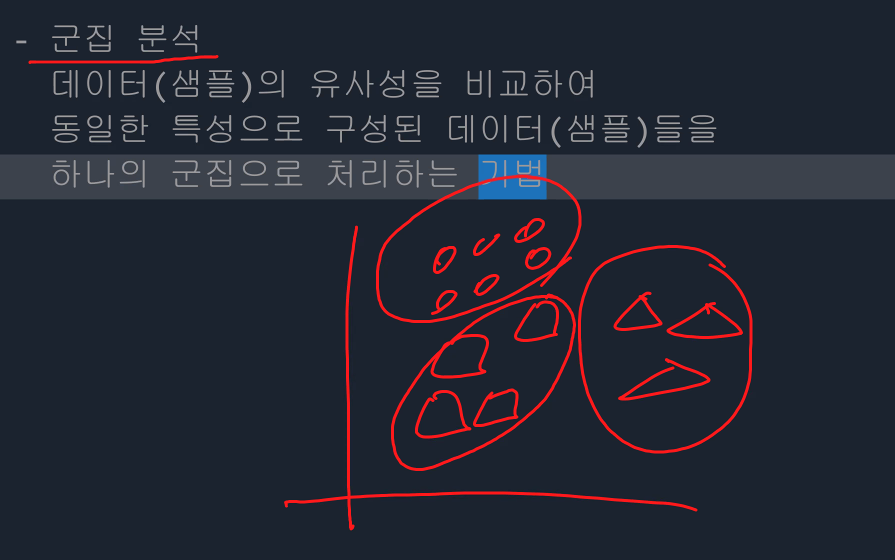 - 군집 분석
데이터(샘플)의 유사성을 비교하여
동일한 특성으로 구성된 데이터(샘플)들을
하나의 군집으로 처리하는 기법